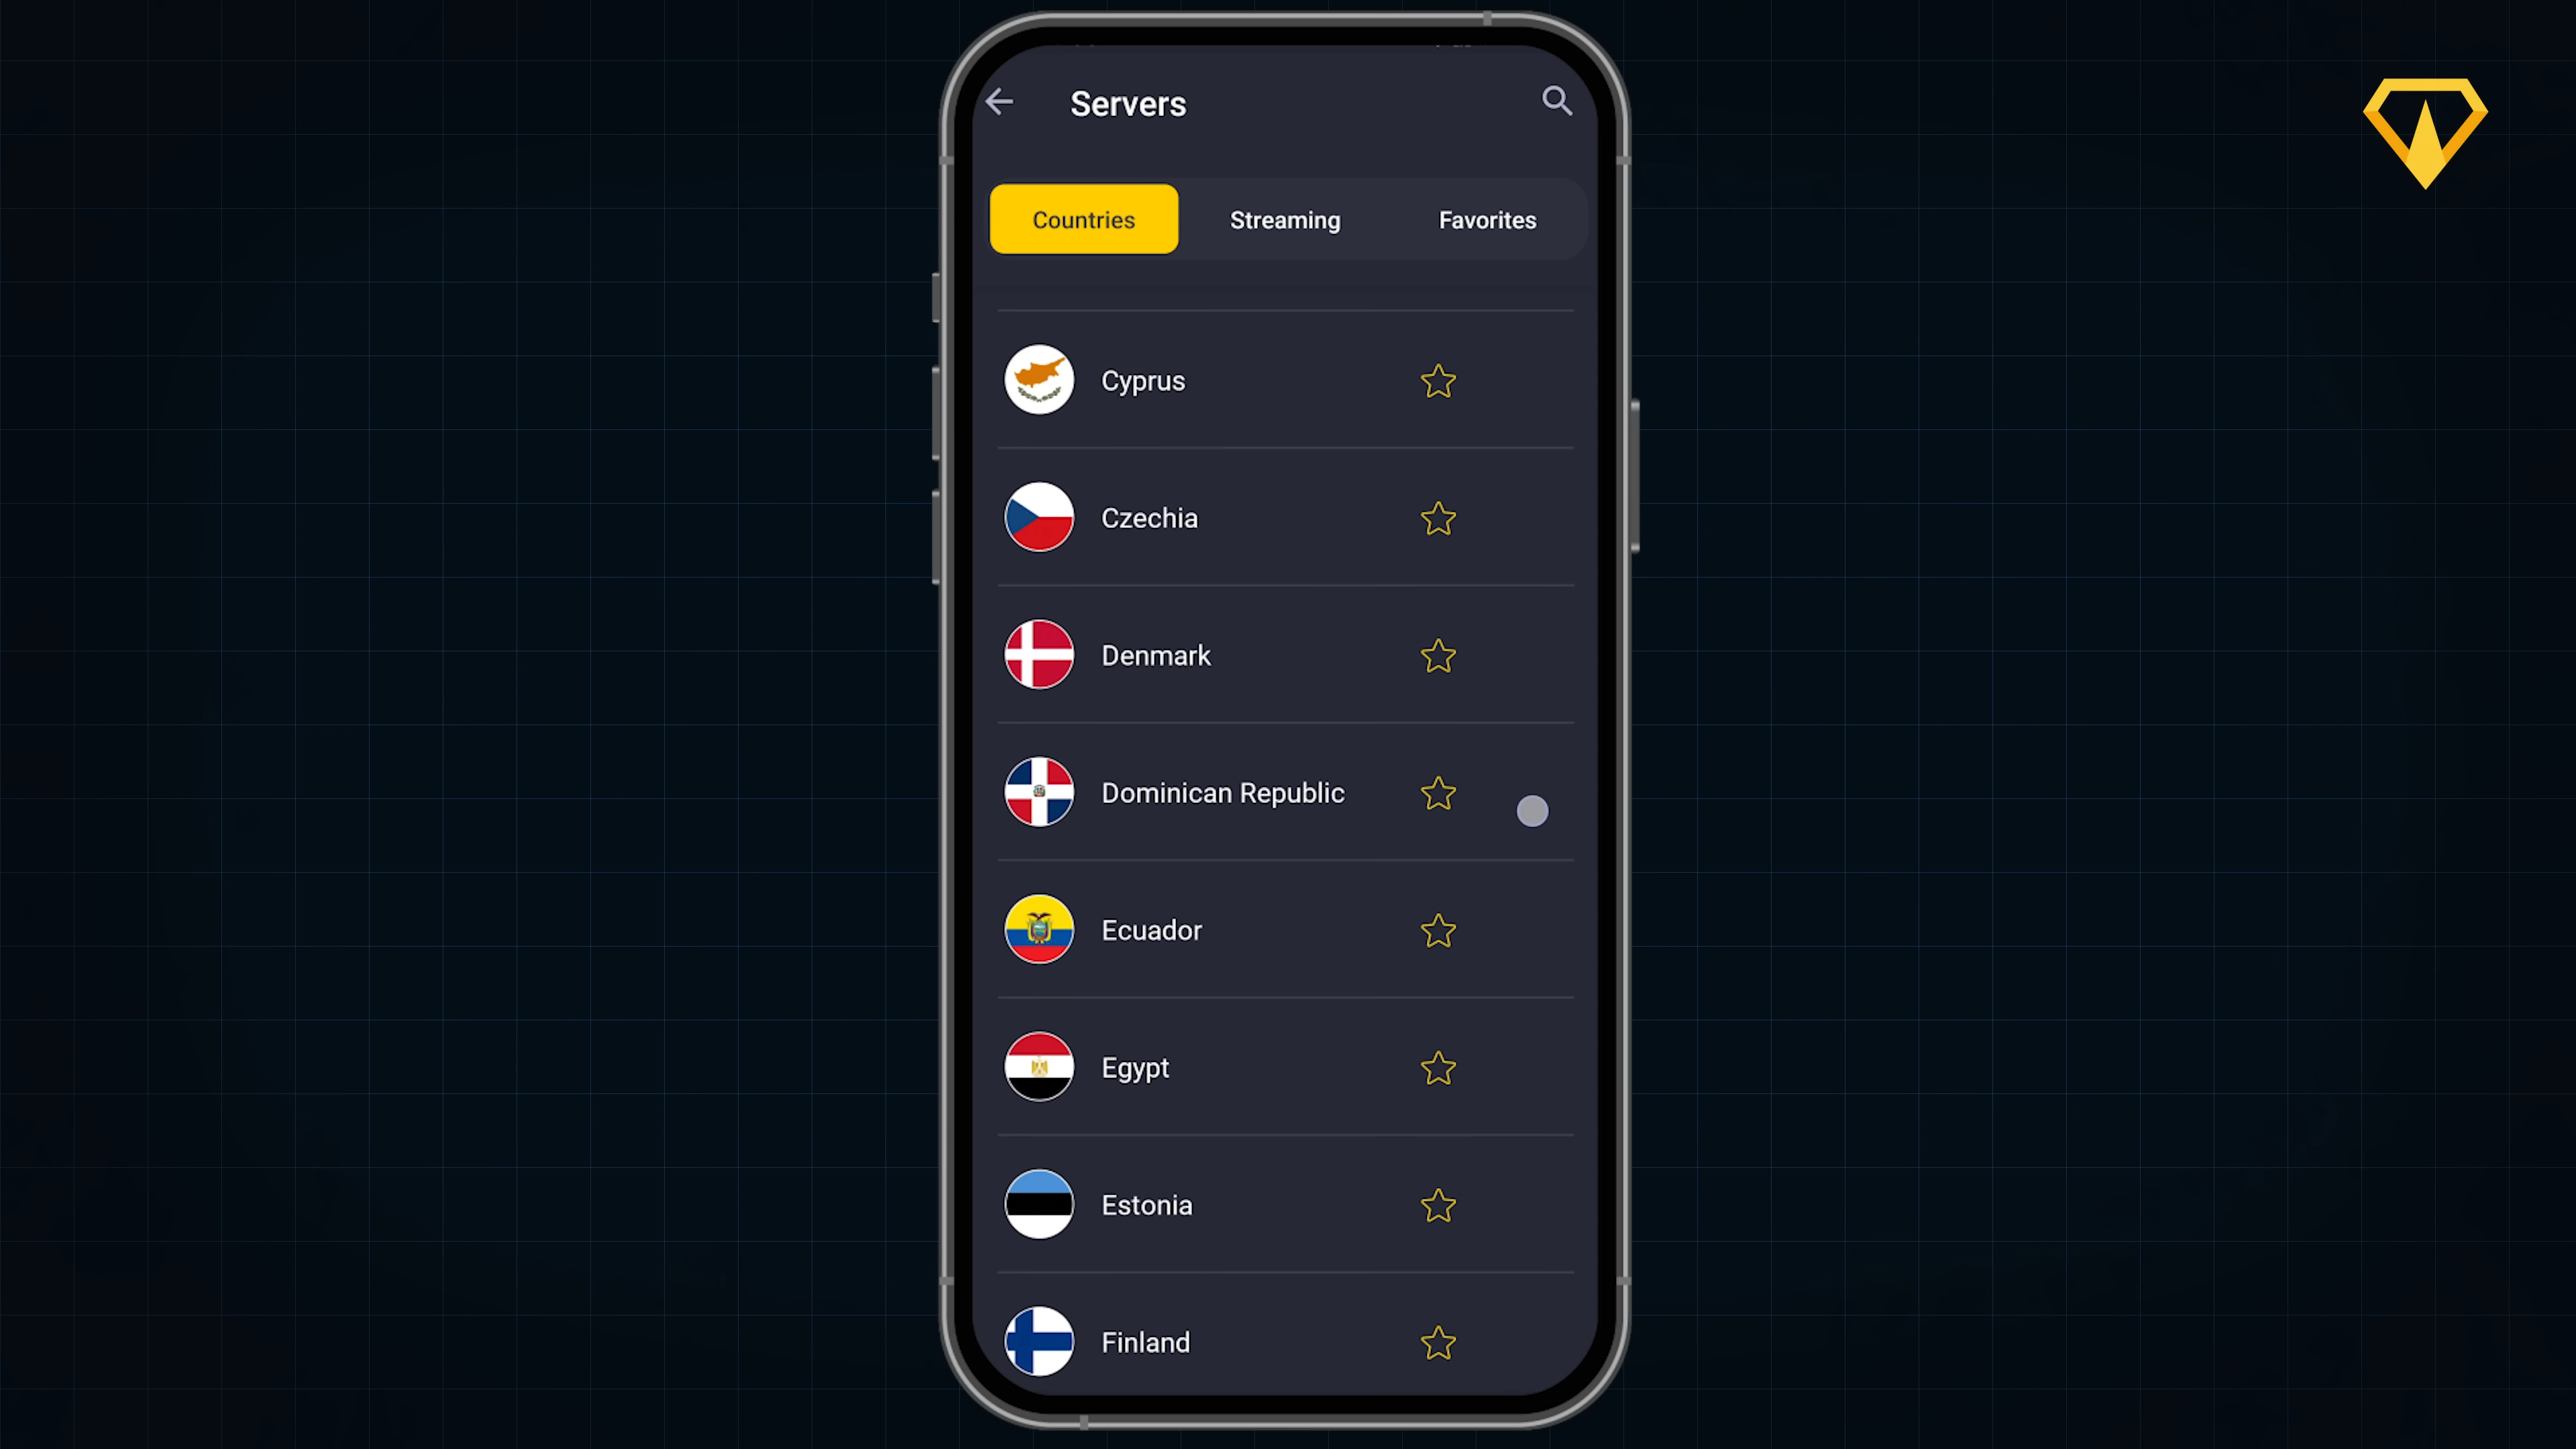 Servers
Countries
Streaming
Favorites
Cyprus
Czechia
Denmark
Dominican Republic
Ecuador
Egypt
Estonia
Finland